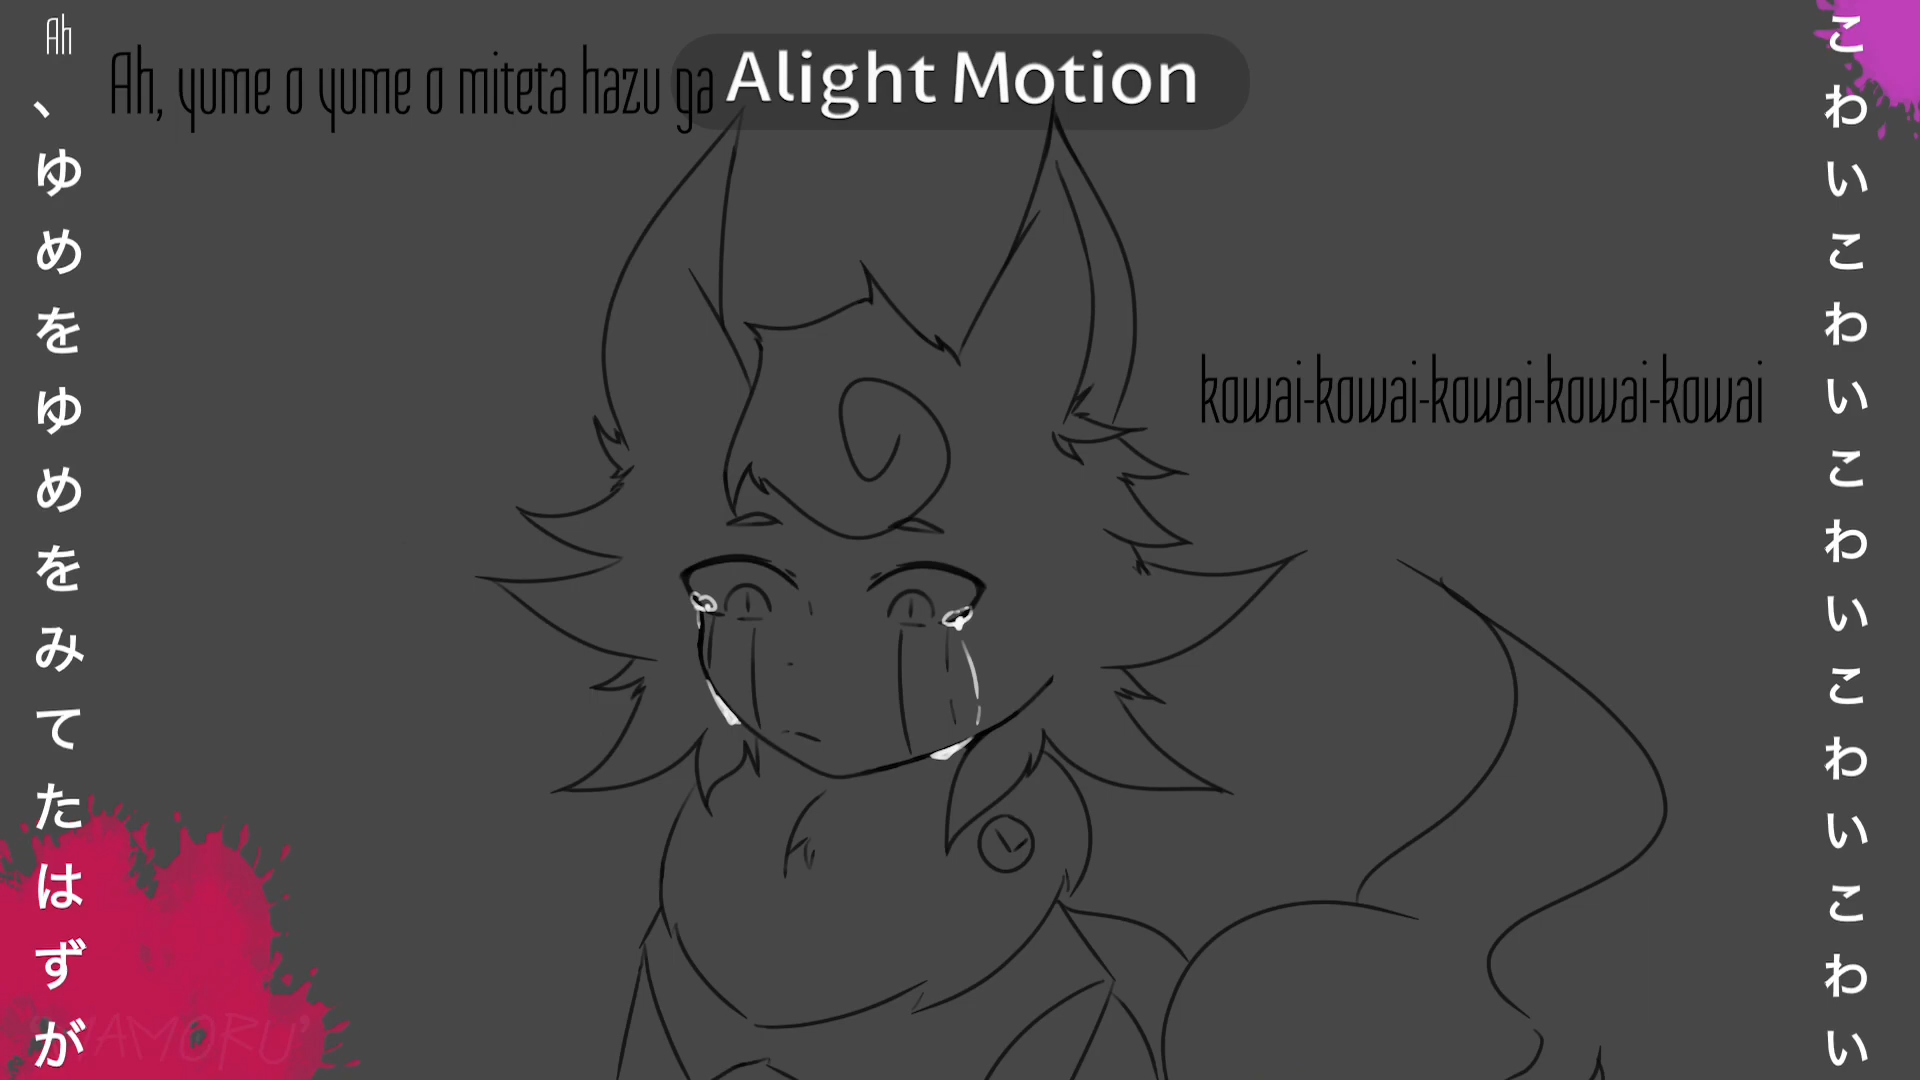 Ah、ゆめをゆめをみてたはずが
Ah, yume o yume o miteta hazu ga
Alight Motion
kowai-kowai-kowai-kowai-kowai
こわいこわいこわいこわいこわい